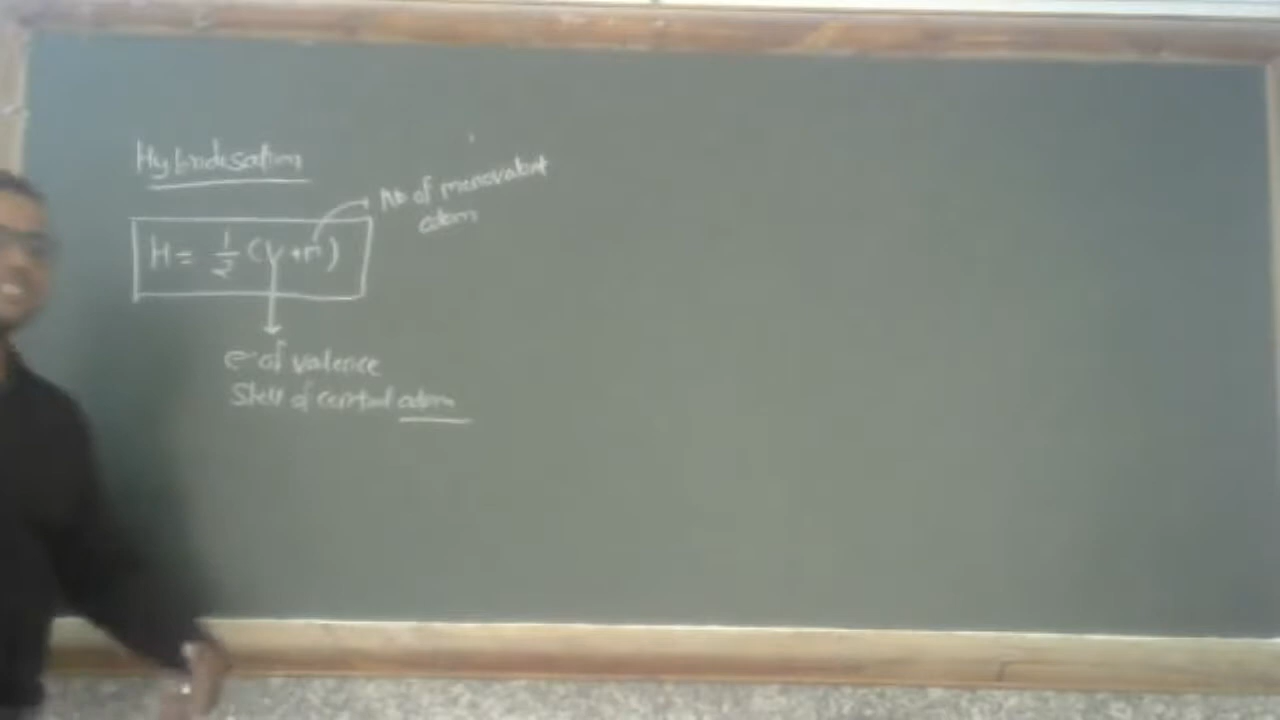 Hybridisation
H = 1/2 (V+m)
No of monovalent
atom
e- of valence
Shell of central atom